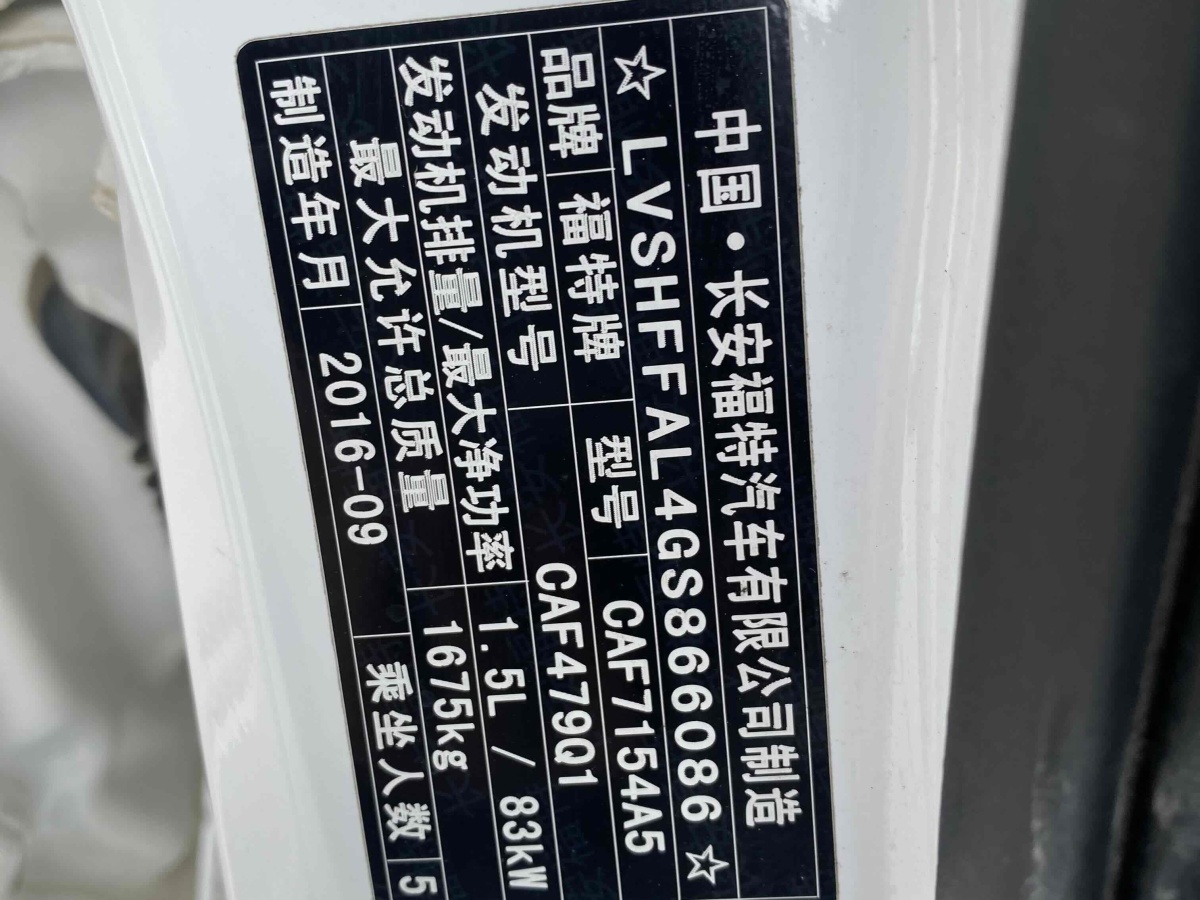 中国·长安福特汽车有限公司制造
☆LVSHFFAL4GS866086☆
品牌 福特牌 型号 CAF7154A5
发动机型号 CAF479Q1
发动机排量/最大净功率 1.5L / 83kW
最大允许总质量 1675kg
制造年月 2016-09 乘坐人数 5